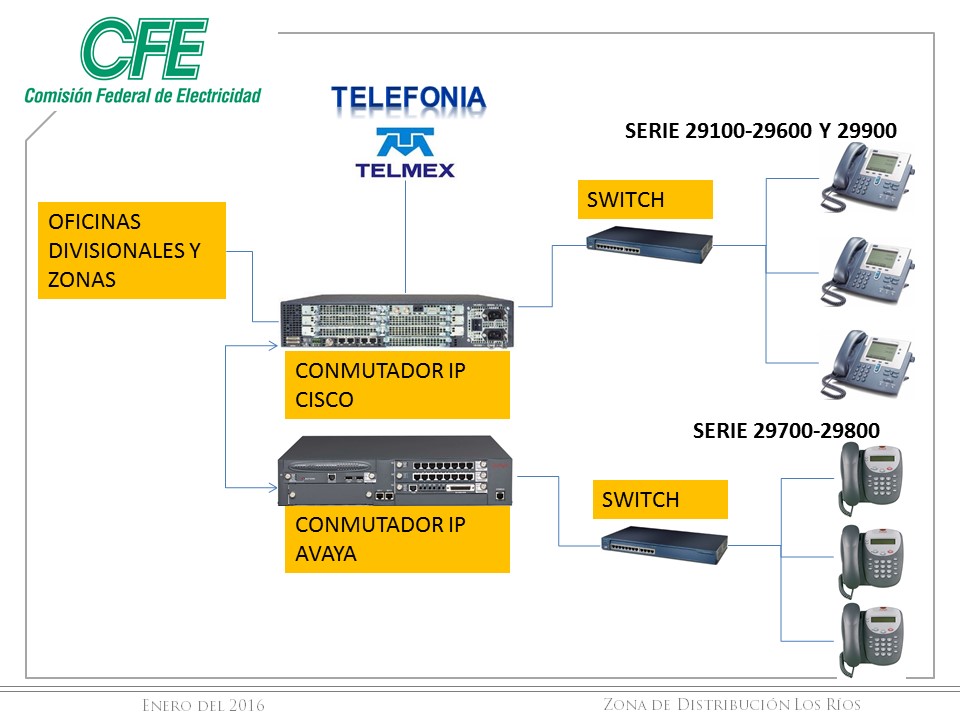 CFE
Comisión Federal de Electricidad
TELEFONIA
TELMEX
SERIE 29100-29600 Y 29900
SWITCH
OFICINAS
DIVISIONALES Y
ZONAS
CONMUTADOR IP
CISCO
SERIE 29700-29800
SWITCH
CONMUTADOR IP
AVAYA
ENERO DEL 2016
ZONA DE DISTRIBUCIÓN LOS RÍOS